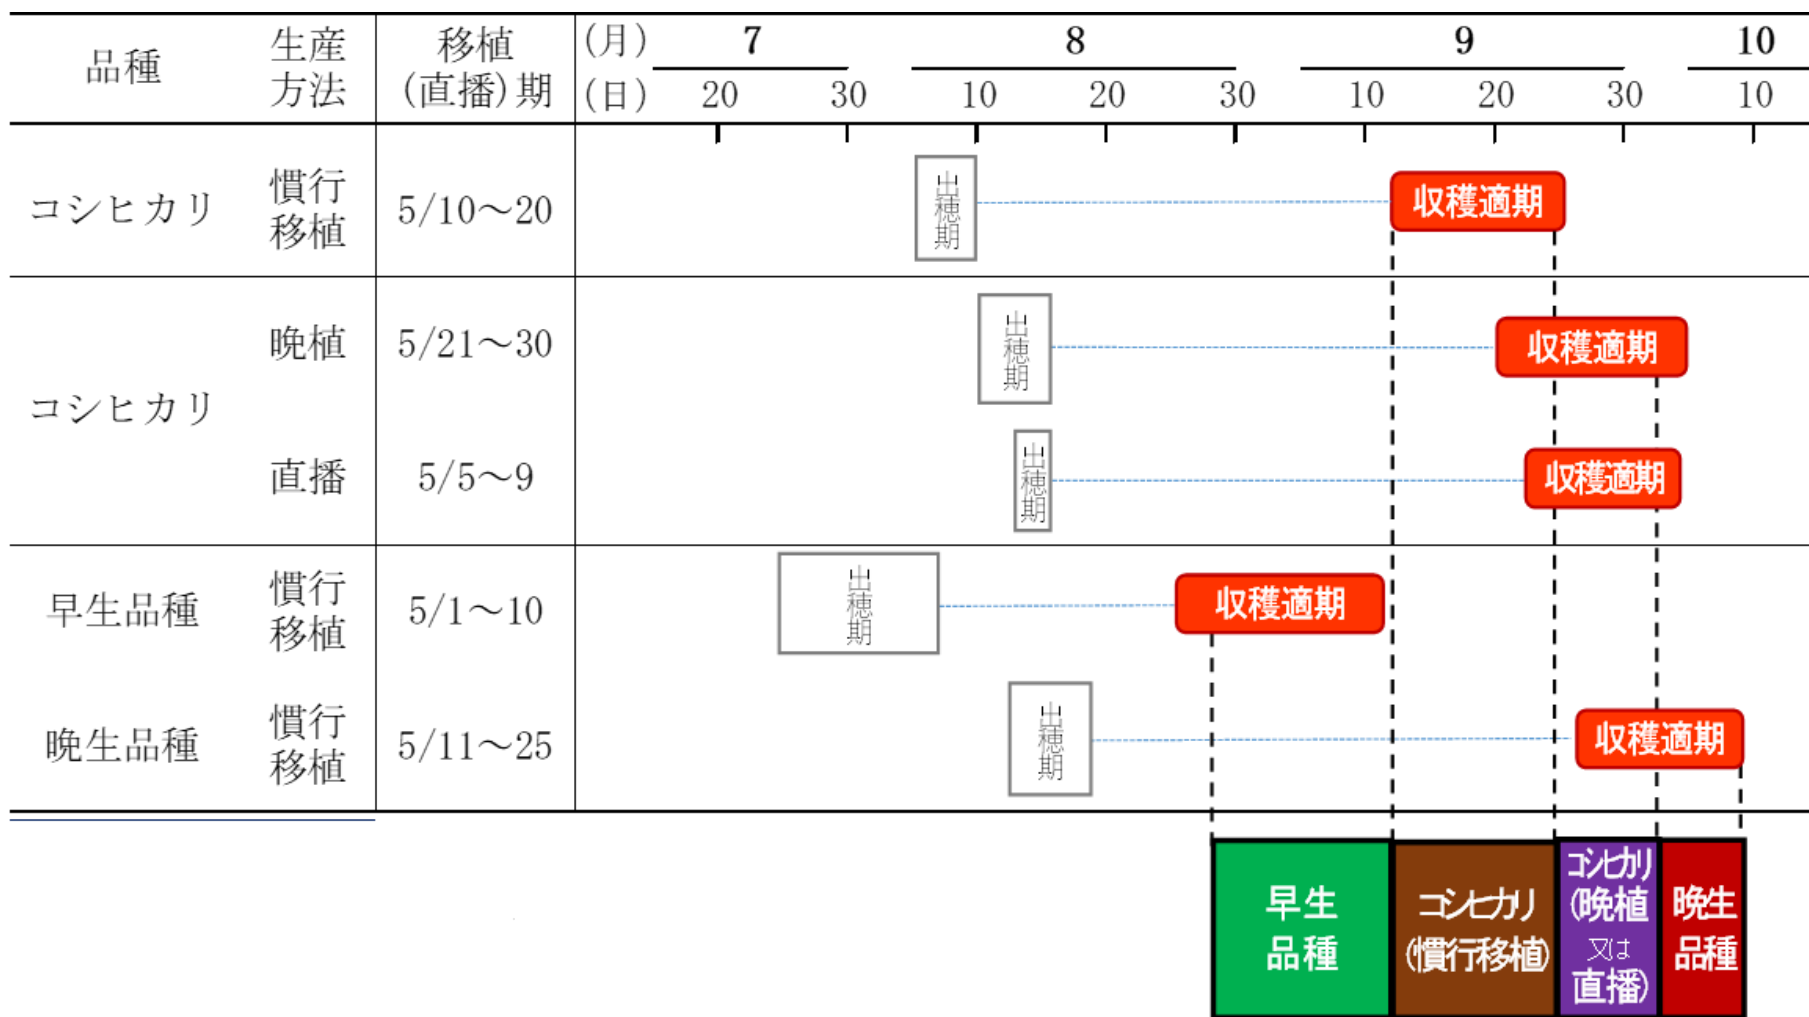 品種
生産
方法
移植
(直播)期
(月) 7 8 9 10
(日) 20 30 10 20 30 10 20 30 10
コシヒカリ
慣行
移植
5/10～20
出穂期
収穫適期
コシヒカリ
晩植
5/21～30
出穂期
収穫適期
直播
5/5～9
出穂期
収穫適期
早生品種
慣行
移植
5/1～10
出穂期
収穫適期
晩生品種
慣行
移植
5/11～25
出穂期
収穫適期
早生
品種
コシヒカリ
(慣行移植)
コシヒカリ
(晩植
又は
直播)
晩生
品種